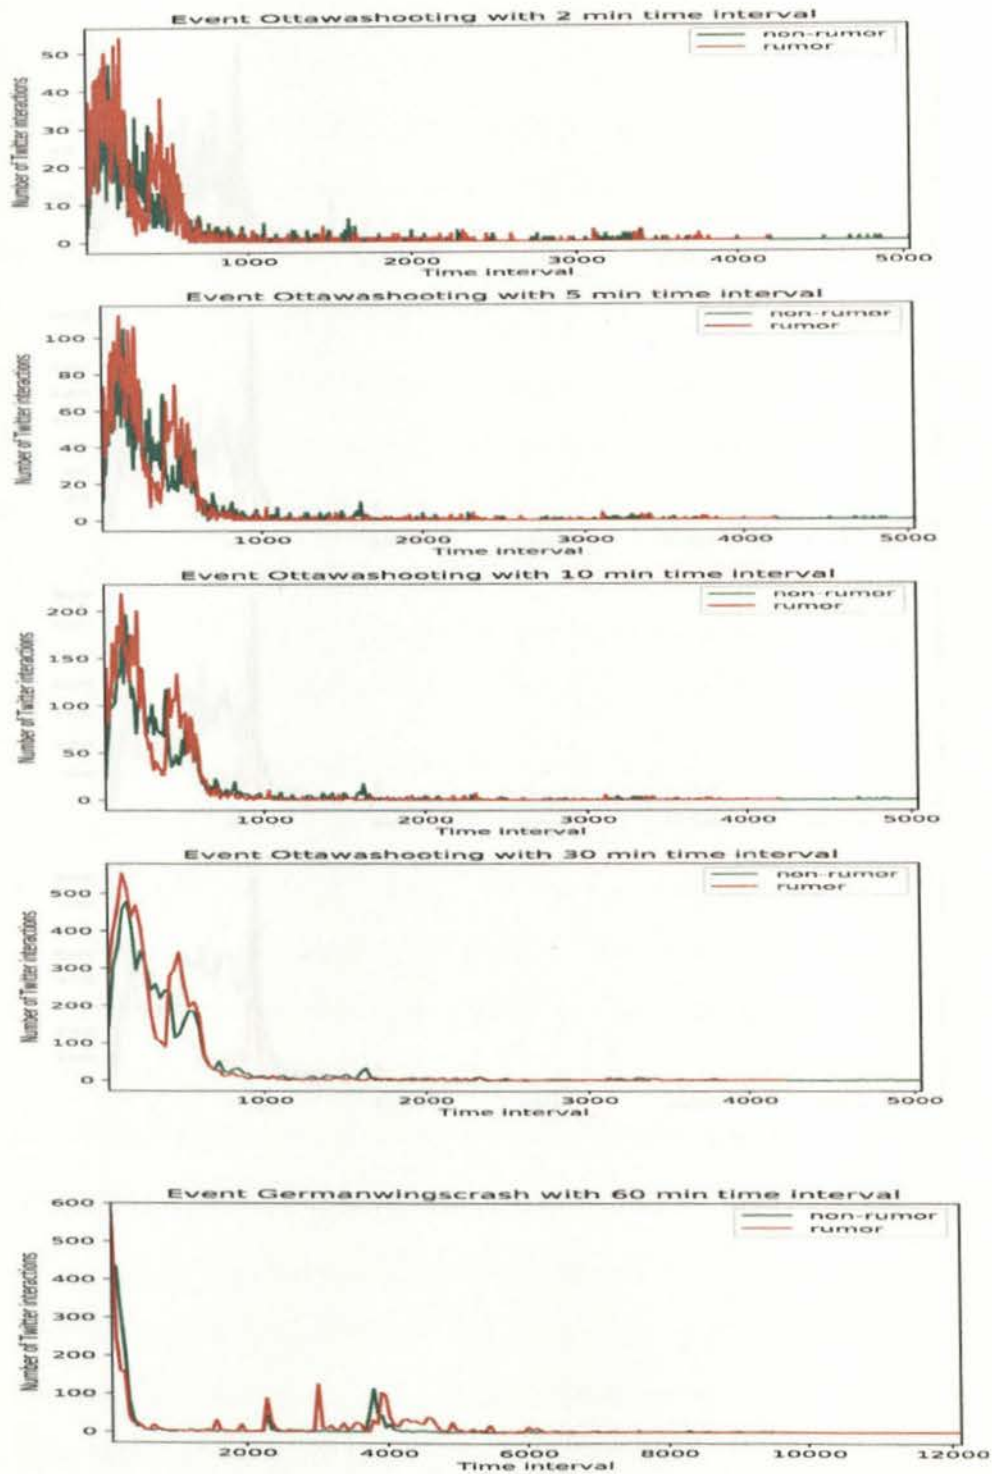 Event Ottawashooting with 2 min time interval
non-rumor
rumor
50
40
30
20
10
0
Number of Twitter interactions
1000
2000
3000
4000
5000
Time interval
Event Ottawashooting with 5 min time interval
non-rumor
rumor
100
80
60
40
20
0
Number of Twitter interactions
1000
2000
3000
4000
5000
Time interval
Event Ottawashooting with 10 min time interval
non-rumor
rumor
200
150
100
50
0
Number of Twitter interactions
1000
2000
3000
4000
5000
Time interval
Event Ottawashooting with 30 min time interval
non-rumor
rumor
500
400
300
200
100
0
Number of Twitter interactions
1000
2000
3000
4000
5000
Time interval
Event Germanwingscrash with 60 min time interval
non-rumor
rumor
600
500
400
300
200
100
0
Number of Twitter interactions
2000
4000
6000
8000
10000
12000
Time interval